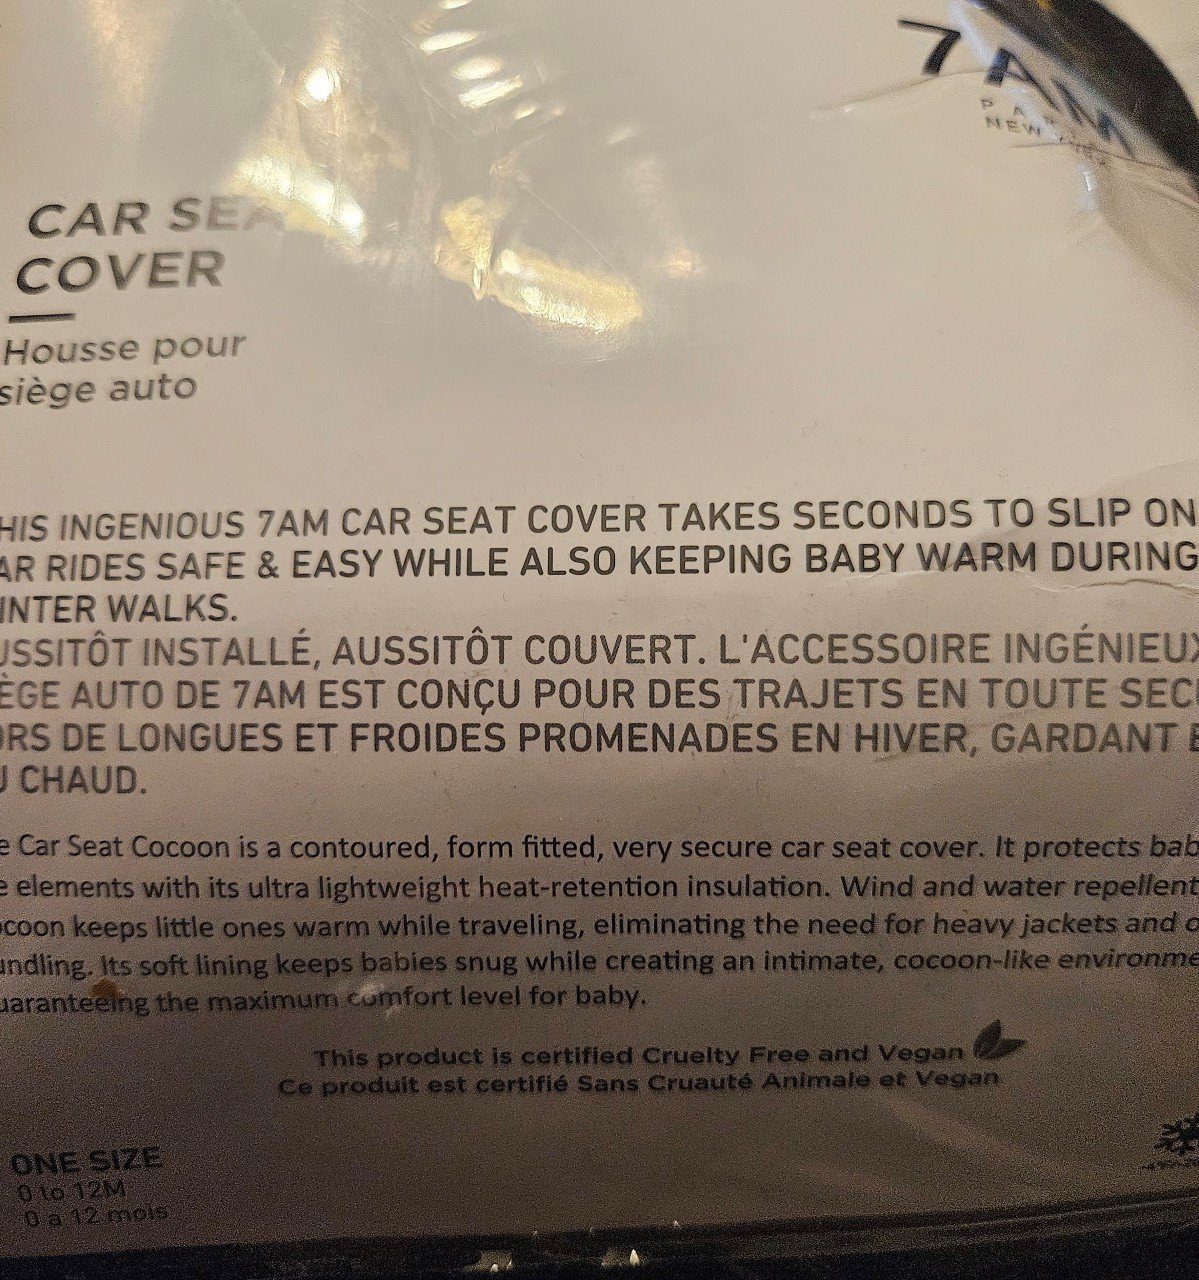 7 AM
CAR SEA
COVER
Housse pour
siège auto
HIS INGENIOUS 7AM CAR SEAT COVER TAKES SECONDS TO SLIP ON
AR RIDES SAFE & EASY WHILE ALSO KEEPING BABY WARM DURING
INTER WALKS.
USSITÔT INSTALLÉ, AUSSITÔT COUVERT. L'ACCESSOIRE INGÉNIEUX
ÈGE AUTO DE 7AM EST CONÇU POUR DES TRAJETS EN TOUTE SEC
ORS DE LONGUES ET FROIDES PROMENADES EN HIVER, GARDANT
U CHAUD.
e Car Seat Cocoon is a contoured, form fitted, very secure car seat cover. It protects bab
e elements with its ultra lightweight heat-retention insulation. Wind and water repellent
ocoon keeps little ones warm while traveling, eliminating the need for heavy jackets and
undling. Its soft lining keeps babies snug while creating an intimate, cocoon-like environme
uaranteeing the maximum comfort level for baby.
This product is certified Cruelty Free and Vegan
Ce produit est certifié Sans Cruauté Animale et Vegan
ONE SIZE
0 to 12M
0 a 12 mois